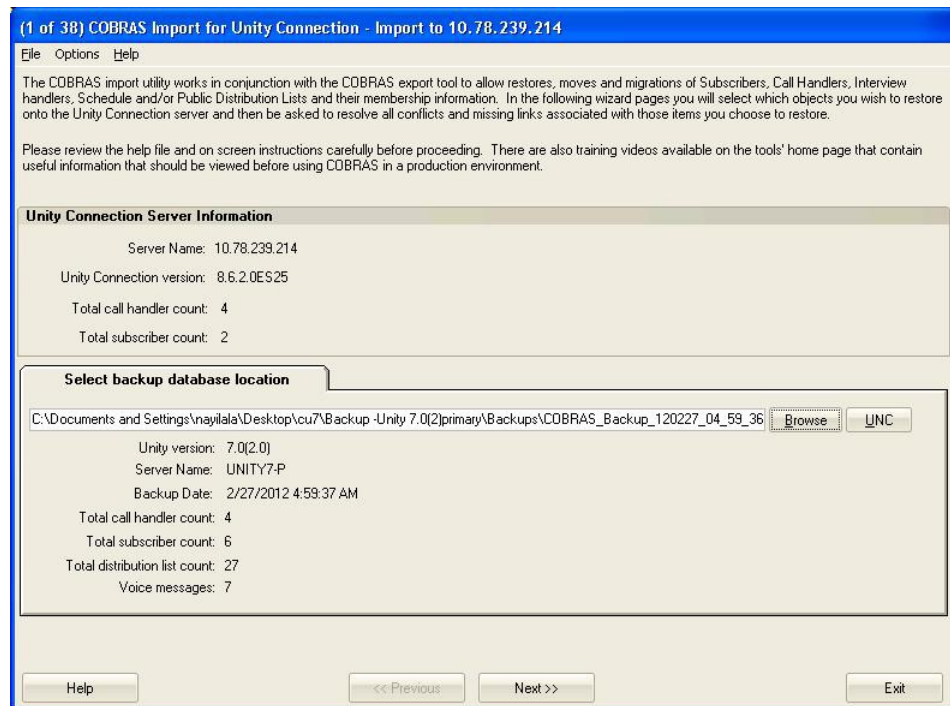 (1 of 38) COBRAS Import for Unity Connection - Import to 10.78.239.214
File Options Help
The COBRAS import utility works in conjunction with the COBRAS export tool to allow restores, moves and migrations of Subscribers, Call Handlers, Interview
handlers, Schedule and/or Public Distribution Lists and their membership information. In the following wizard pages you will select which objects you wish to restore
onto the Unity Connection server and then be asked to resolve all conflicts and missing links associated with those items you choose to restore.
Please review the help file and on screen instructions carefully before proceeding. There are also training videos available on the tools' home page that contain
useful information that should be viewed before using COBRAS in a production environment.
Unity Connection Server Information
Server Name: 10.78.239.214
Unity Connection version: 8.6.2.0ES25
Total call handler count: 4
Total subscriber count: 2
Select backup database location
C:\Documents and Settings\nayilala\Desktop\cu7\Backup -Unity 7.0(2)primary\Backups\COBRAS_Backup_120227_04_59_36 Browse UNC
Unity version: 7.0(2.0)
Server Name: UNITY7-P
Backup Date: 2/27/2012 4:59:37 AM
Total call handler count: 4
Total subscriber count: 6
Total distribution list count: 27
Voice messages: 7
Help << Previous Next >> Exit